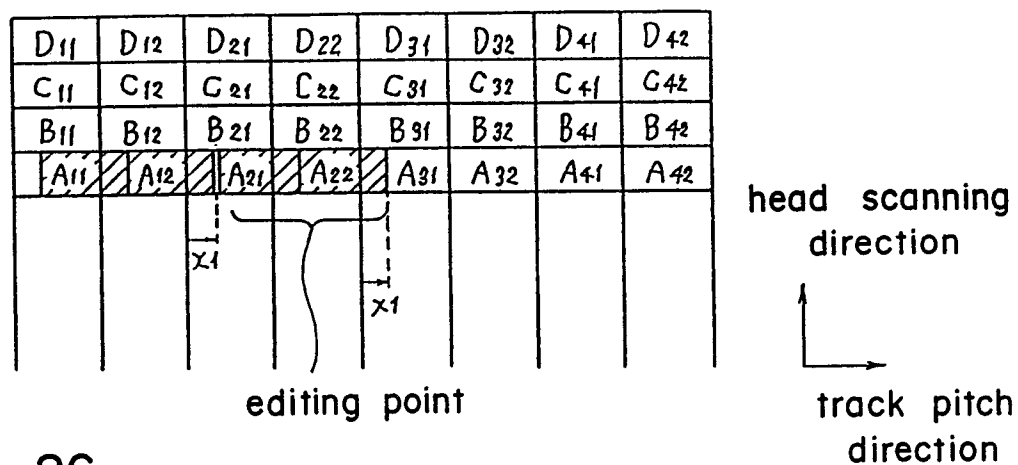 D11 D12 D21 D22 D31 D32 D41 D42
C11 C12 C21 C22 C31 C32 C41 C42
B11 B12 B21 B22 B31 B32 B41 B42
A11 A12 A21 A22 A31 A32 A41 A42
x1
x1
head scanning
direction
editing point
track pitch
direction